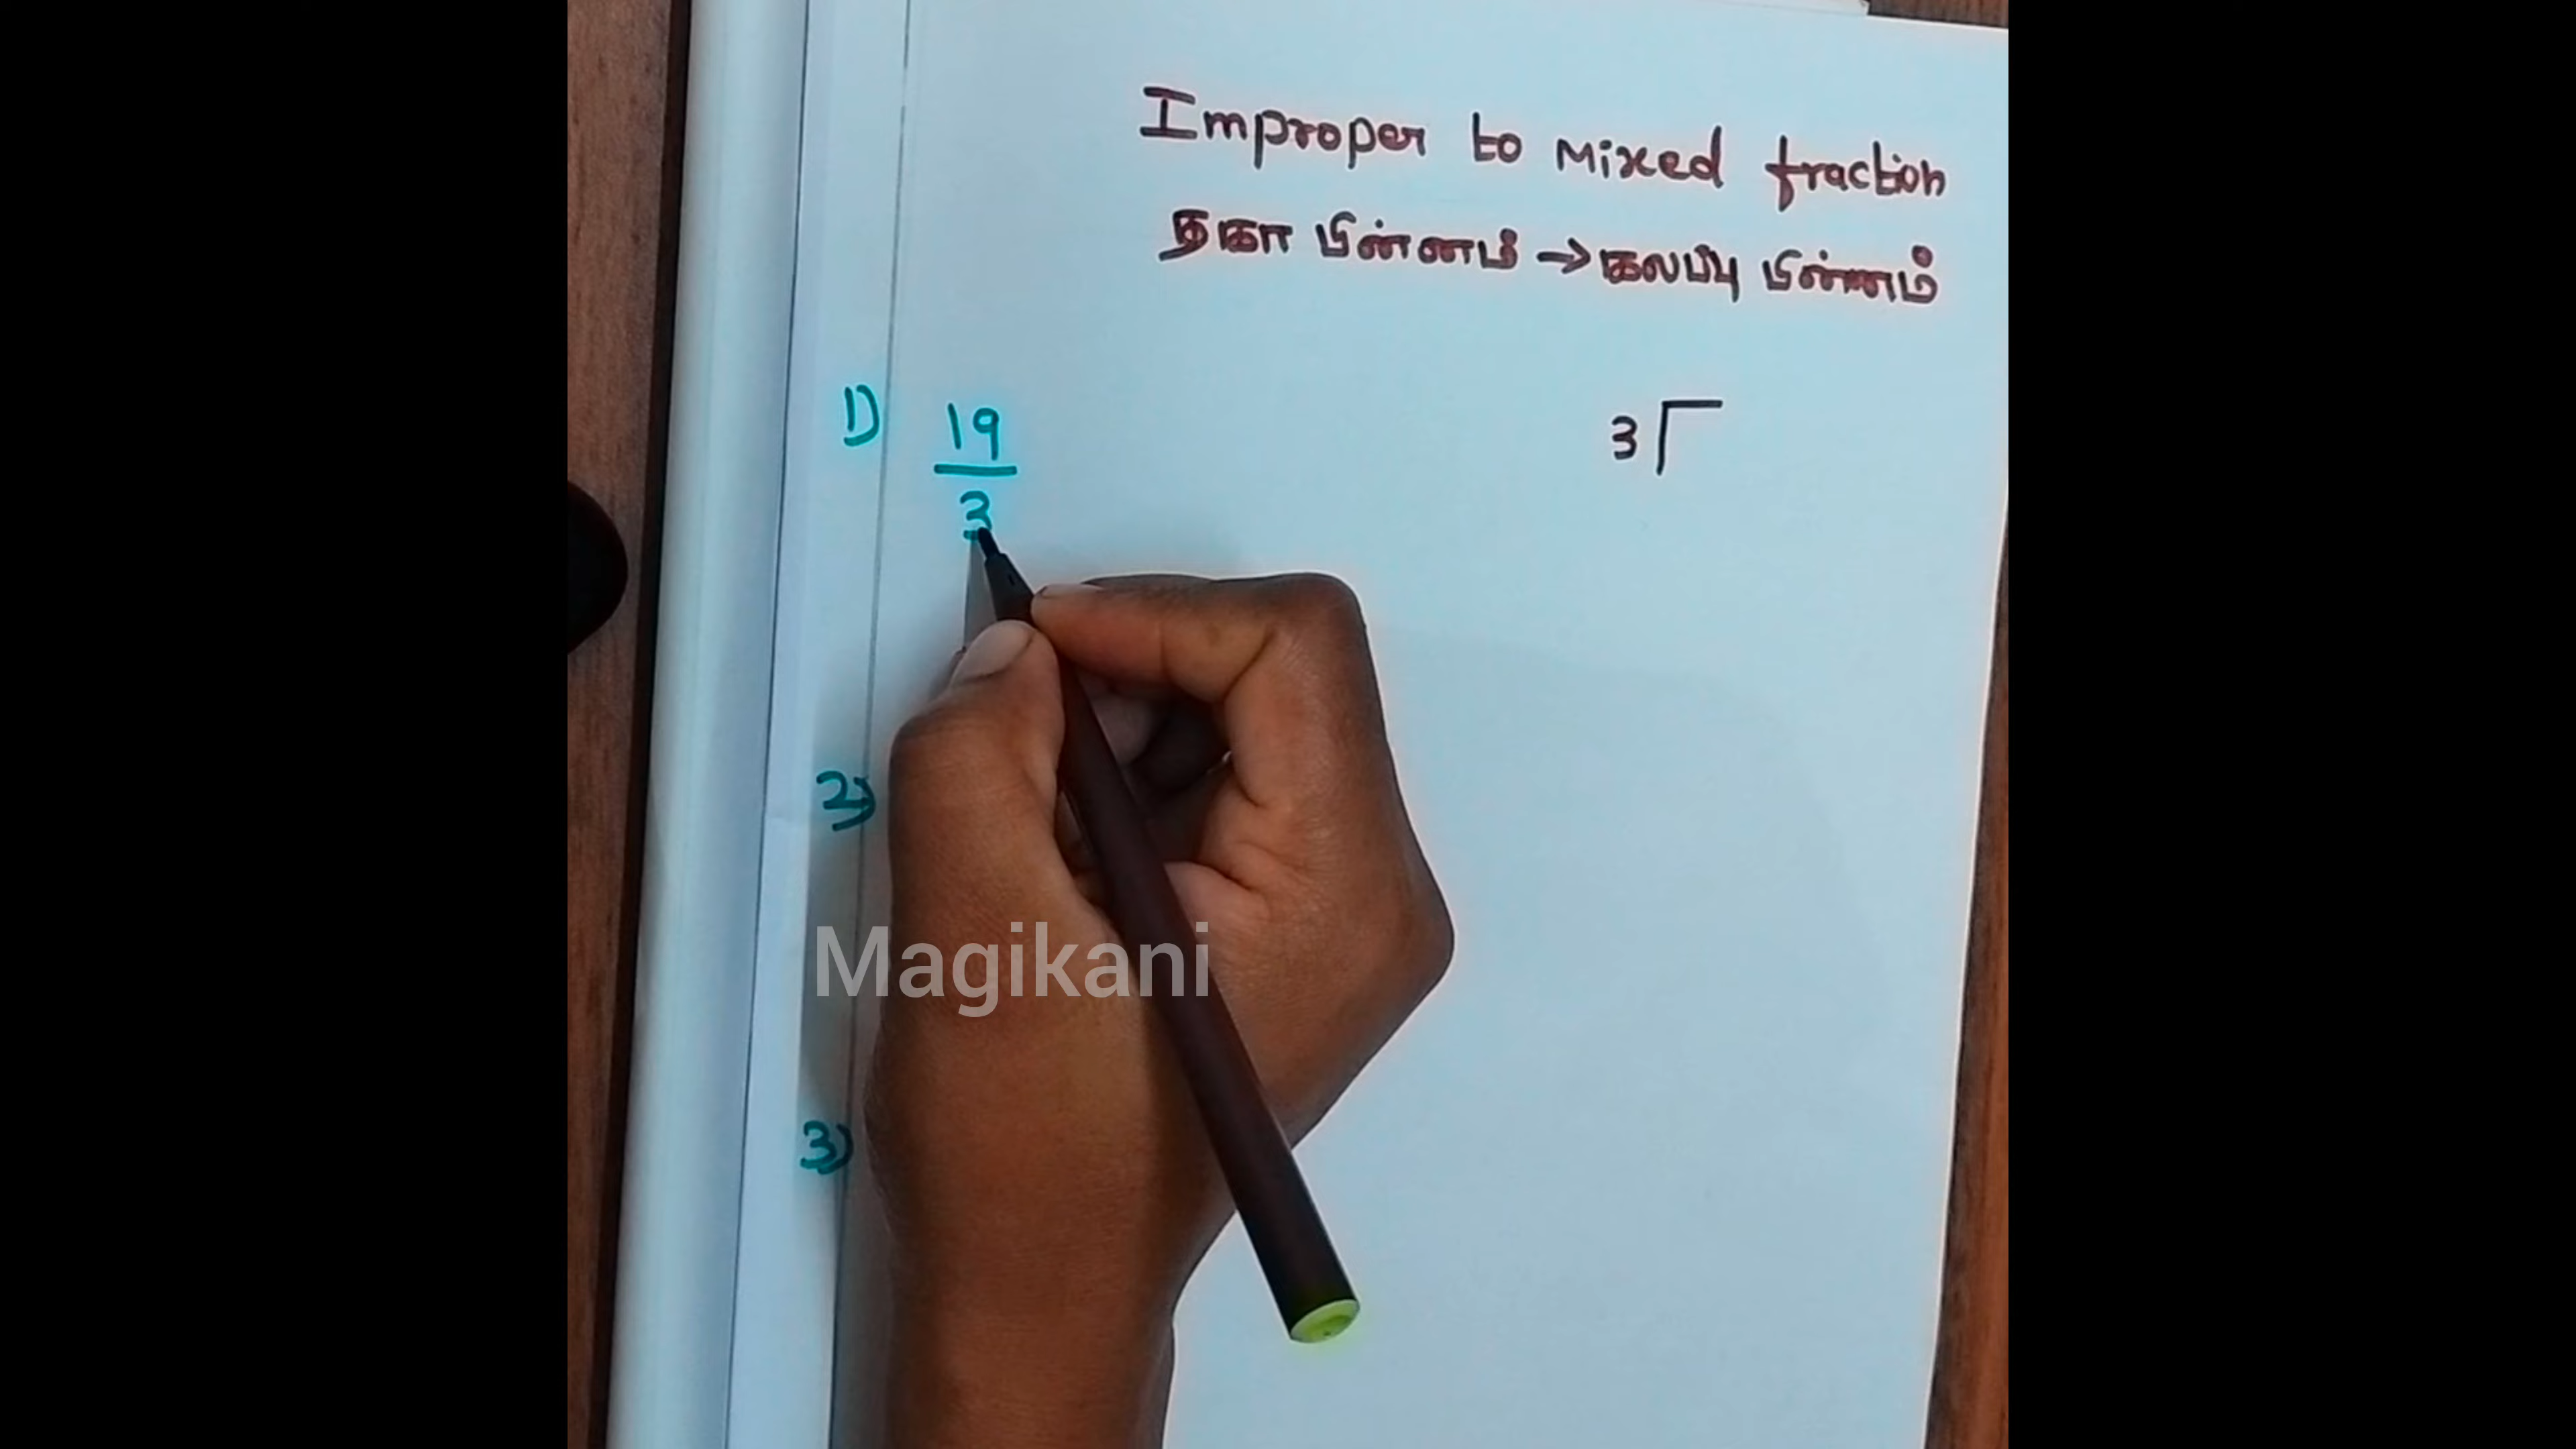 Improper to mixed fraction
தகா பின்னம் → கலப்பு பின்னம்
1) 19
3
3
2)
3)
Magikani